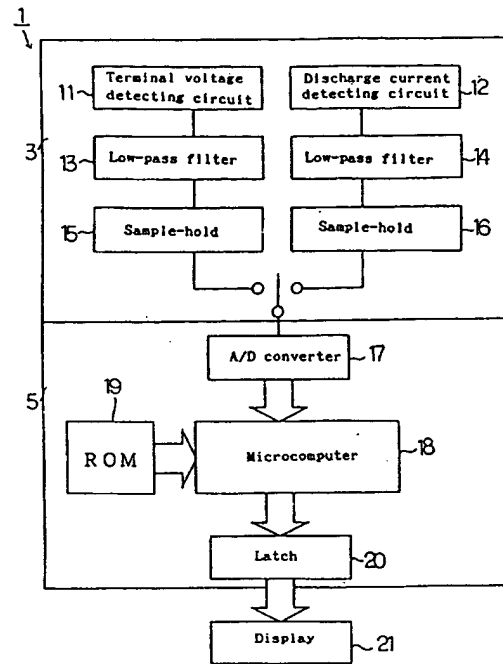 1
Terminal voltage
detecting circuit
11
Discharge current
detecting circuit
12
3
Low-pass filter
13
Low-pass filter
14
Sample-hold
15
Sample-hold
16
A/D converter
17
5
19
ROM
Microcomputer
18
Latch
20
Display
21